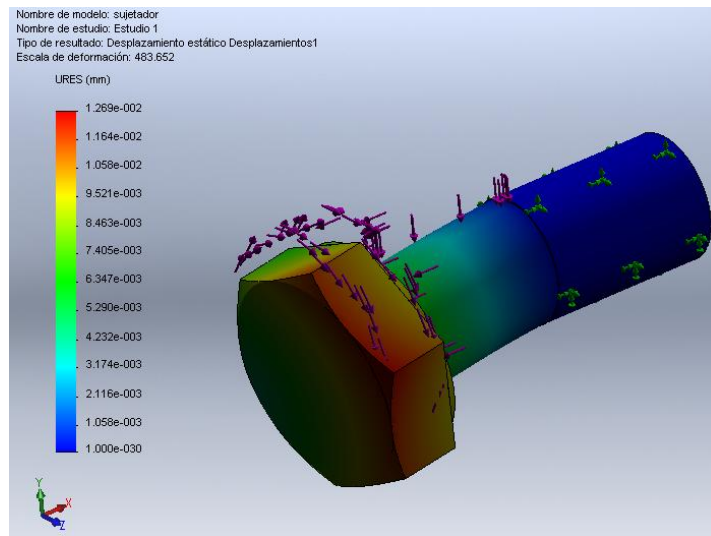 Nombre de modelo: sujetador
Nombre de estudio: Estudio 1
Tipo de resultado: Desplazamiento estático Desplazamientos1
Escala de deformación: 483.652
URES (mm)
1.269e-002
1.164e-002
1.058e-002
9.521e-003
8.463e-003
7.405e-003
6.347e-003
5.290e-003
4.232e-003
3.174e-003
2.116e-003
1.058e-003
1.000e-030
Y
X
Z